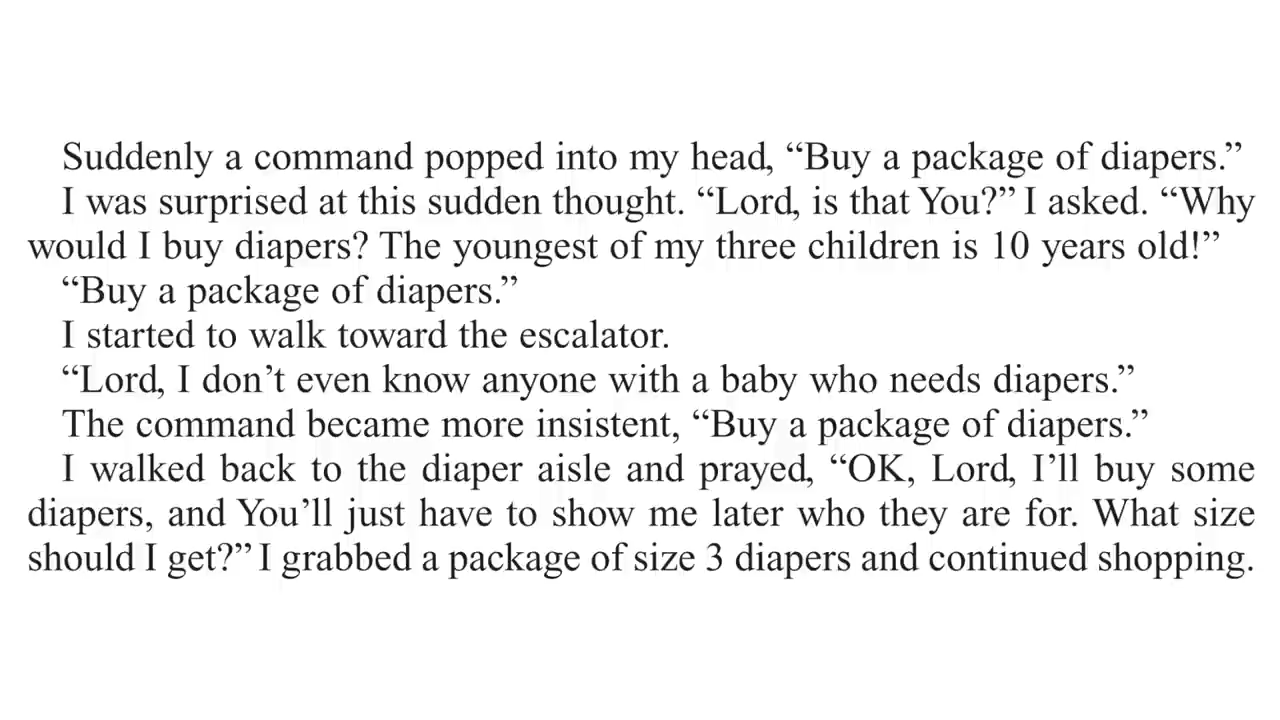 Suddenly a command popped into my head, “Buy a package of diapers.”
I was surprised at this sudden thought. “Lord, is that You?” I asked. “Why
would I buy diapers? The youngest of my three children is 10 years old!”
“Buy a package of diapers.”
I started to walk toward the escalator.
“Lord, I don’t even know anyone with a baby who needs diapers.”
The command became more insistent, “Buy a package of diapers.”
I walked back to the diaper aisle and prayed, “OK, Lord, I’ll buy some
diapers, and You’ll just have to show me later who they are for. What size
should I get?” I grabbed a package of size 3 diapers and continued shopping.